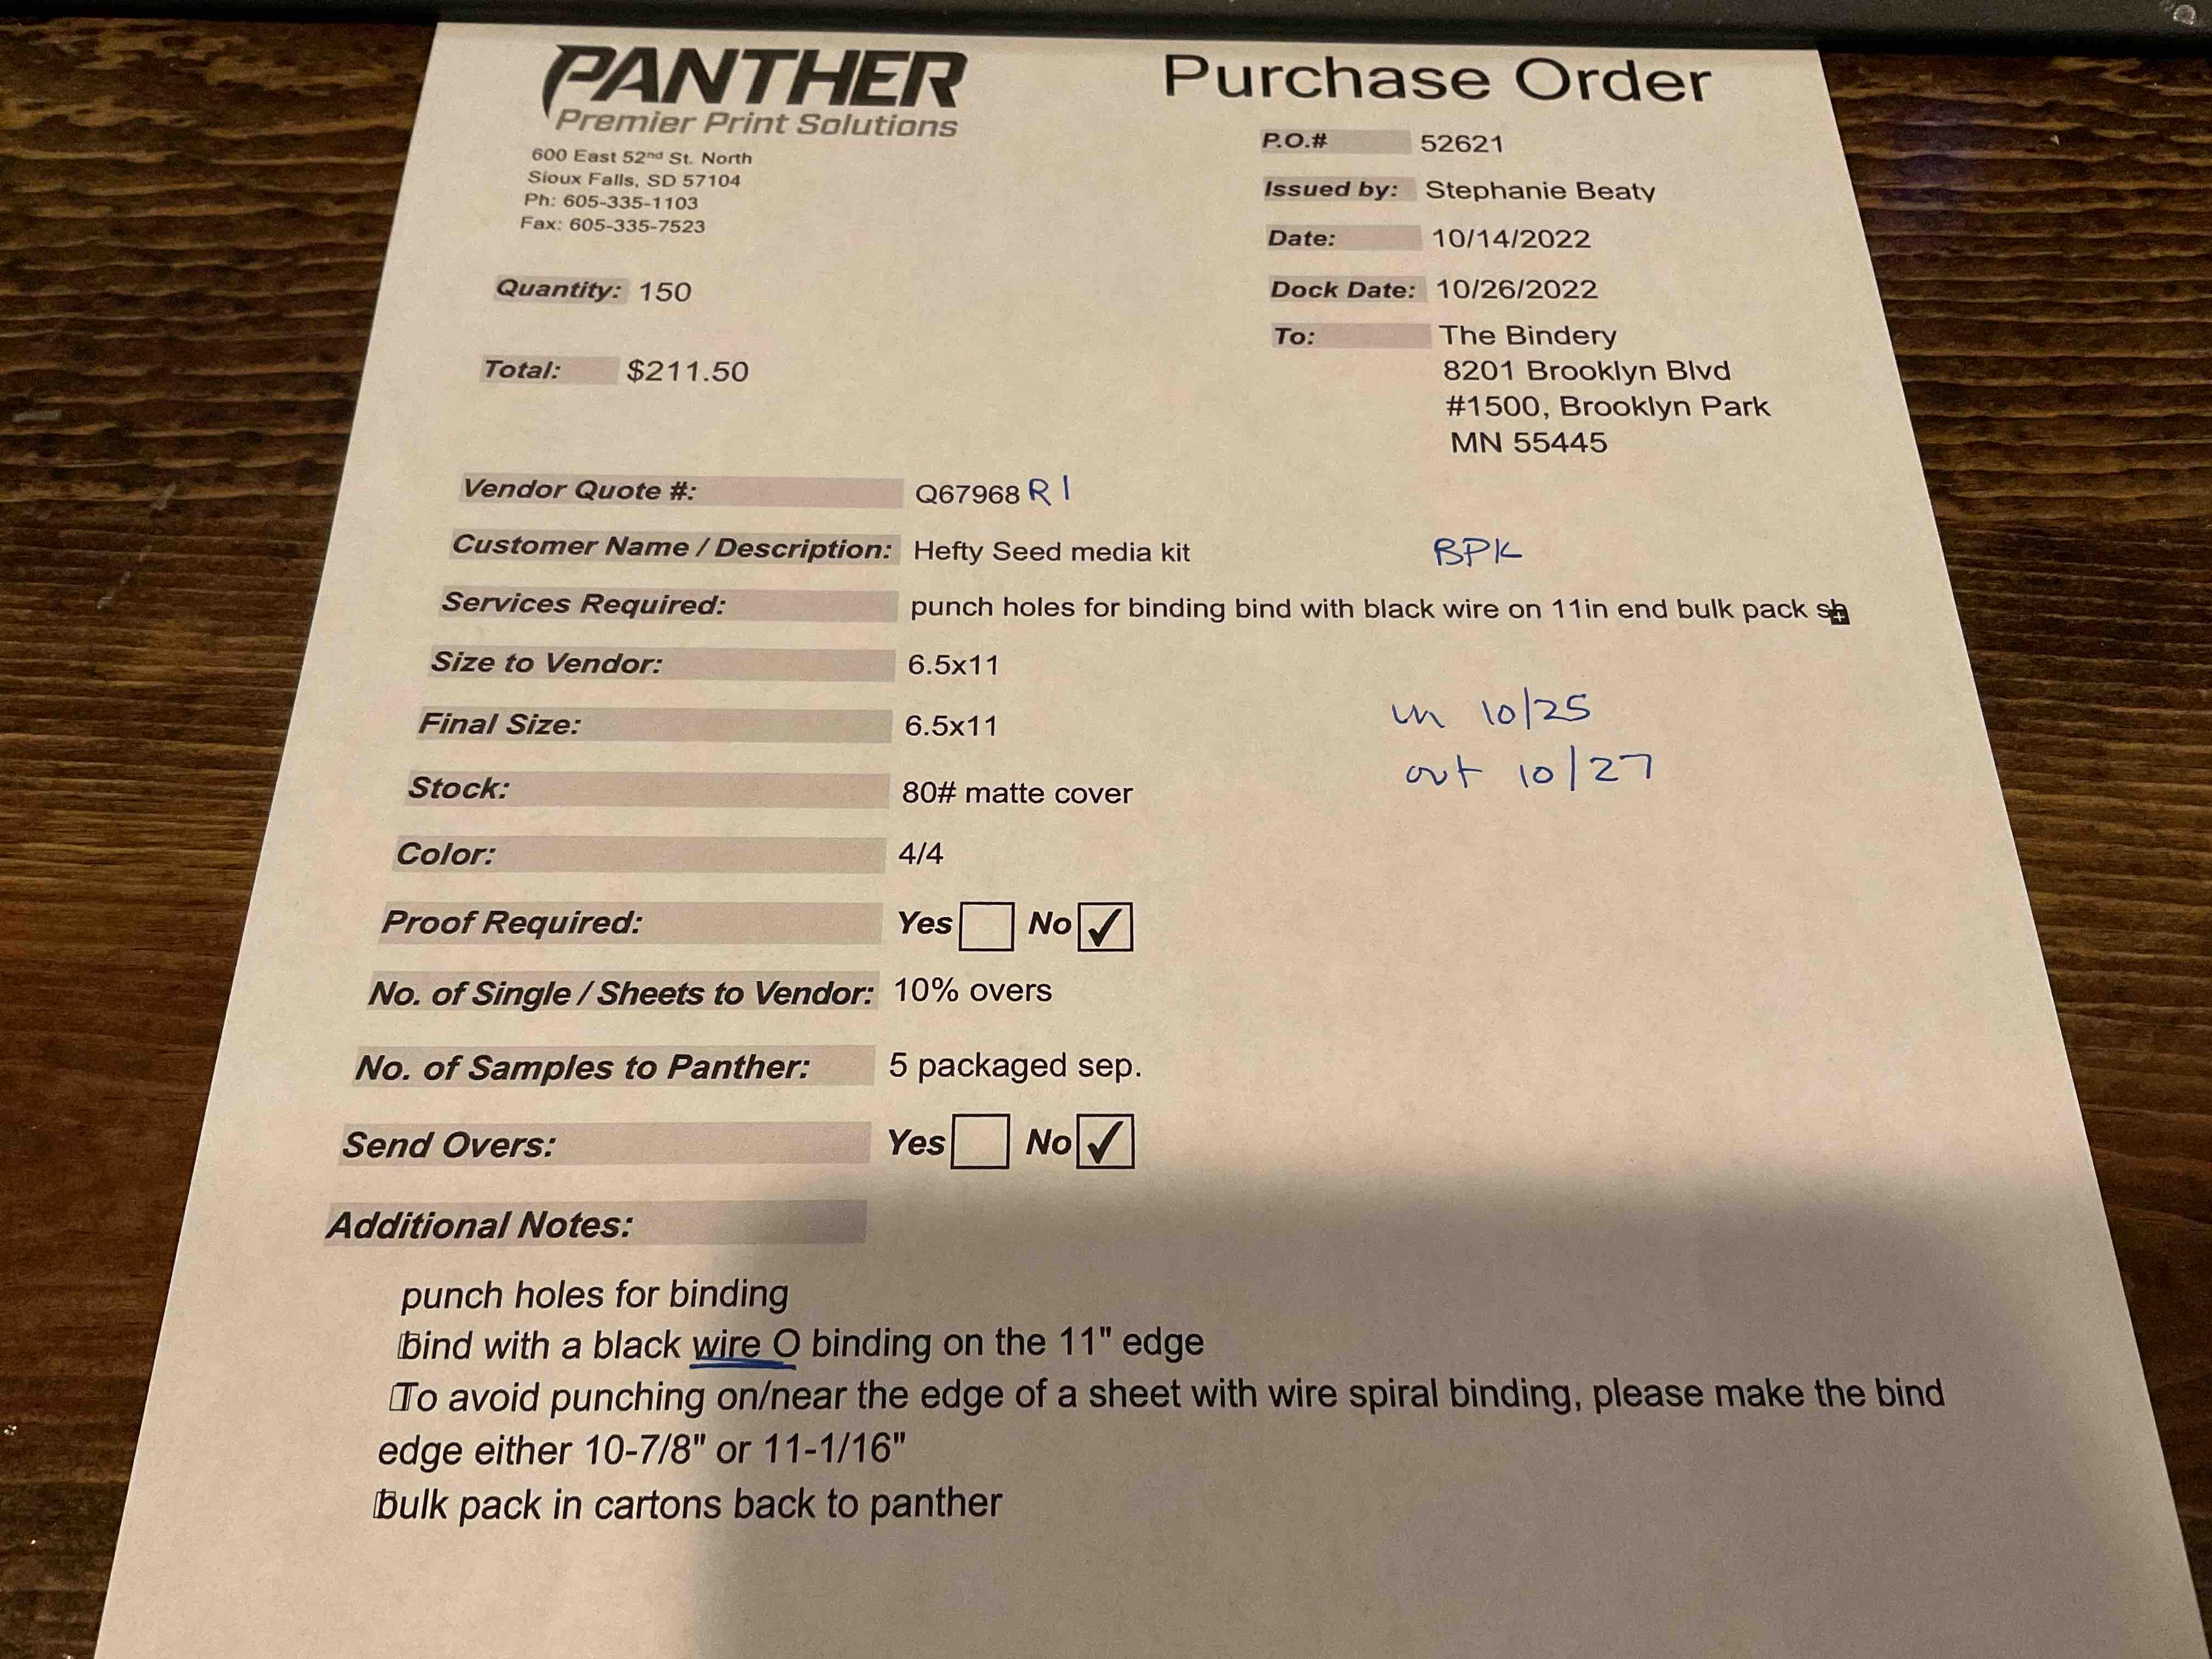 PANTHER
Premier Print Solutions
600 East 52nd St. North
Sioux Falls, SD 57104
Ph: 605-335-1103
Fax: 605-335-7523
Purchase Order
P.O.# 52621
Issued by: Stephanie Beaty
Date: 10/14/2022
Dock Date: 10/26/2022
To: The Bindery
8201 Brooklyn Blvd
#1500, Brooklyn Park
MN 55445
Quantity: 150
Total: $211.50
Vendor Quote #: Q67968 R1
Customer Name / Description: Hefty Seed media kit BPK
Services Required: punch holes for binding bind with black wire on 11in end bulk pack
Size to Vendor: 6.5x11
Final Size: 6.5x11
in 10/25
out 10/27
Stock: 80# matte cover
Color: 4/4
Proof Required: Yes No ✓
No. of Single / Sheets to Vendor: 10% overs
No. of Samples to Panther: 5 packaged sep.
Send Overs: Yes No ✓
Additional Notes:
punch holes for binding
bind with a black wire O binding on the 11" edge
To avoid punching on/near the edge of a sheet with wire spiral binding, please make the bind
edge either 10-7/8" or 11-1/16"
bulk pack in cartons back to panther